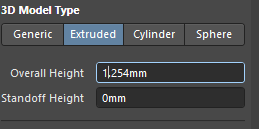 3D Model Type
Generic Extruded Cylinder Sphere
Overall Height 1.254mm
Standoff Height 0mm